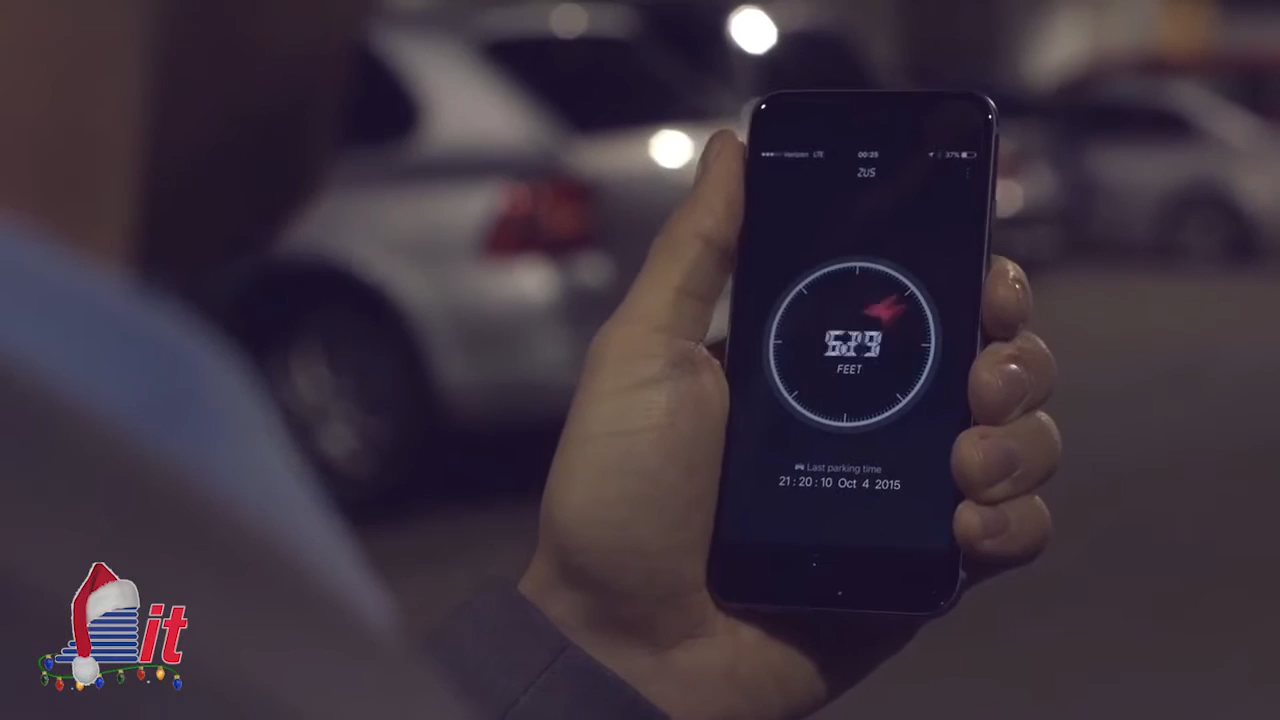 Verizon LTE 00:25 37%
ZUS
FEET
Last parking time
21:20:10 Oct 4 2015
it